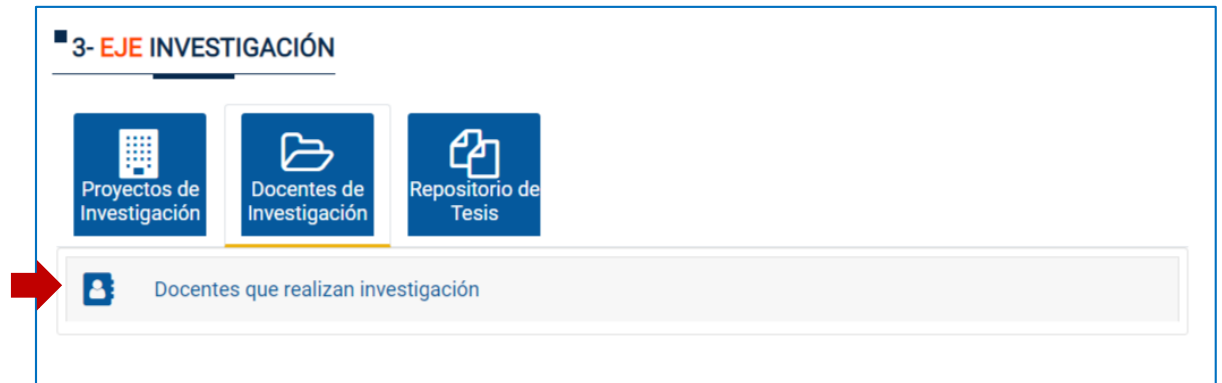 3- EJE INVESTIGACIÓN
Proyectos de
Investigación
Docentes de
Investigación
Repositorio de
Tesis
Docentes que realizan investigación